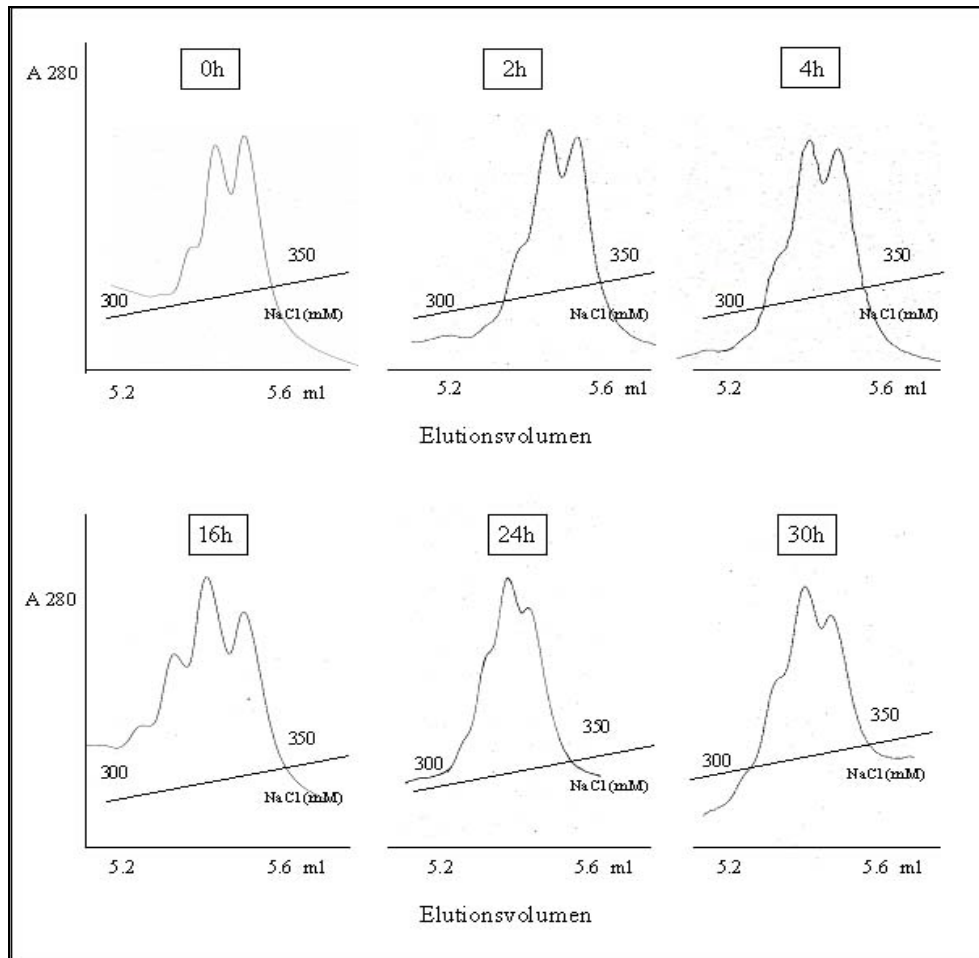 0h 2h 4h
A 280
350 350 350
300 300 300
NaCl(mM) NaCl(mM) NaCl(mM)
5.2 5.6 ml 5.2 5.6 ml 5.2 5.6 ml
Elutionsvolumen
16h 24h 30h
A 280
350 350 350
300 300 300
NaCl(mM) NaCl(mM) NaCl(mM)
5.2 5.6 ml 5.2 5.6 ml 5.2 5.6 ml
Elutionsvolumen